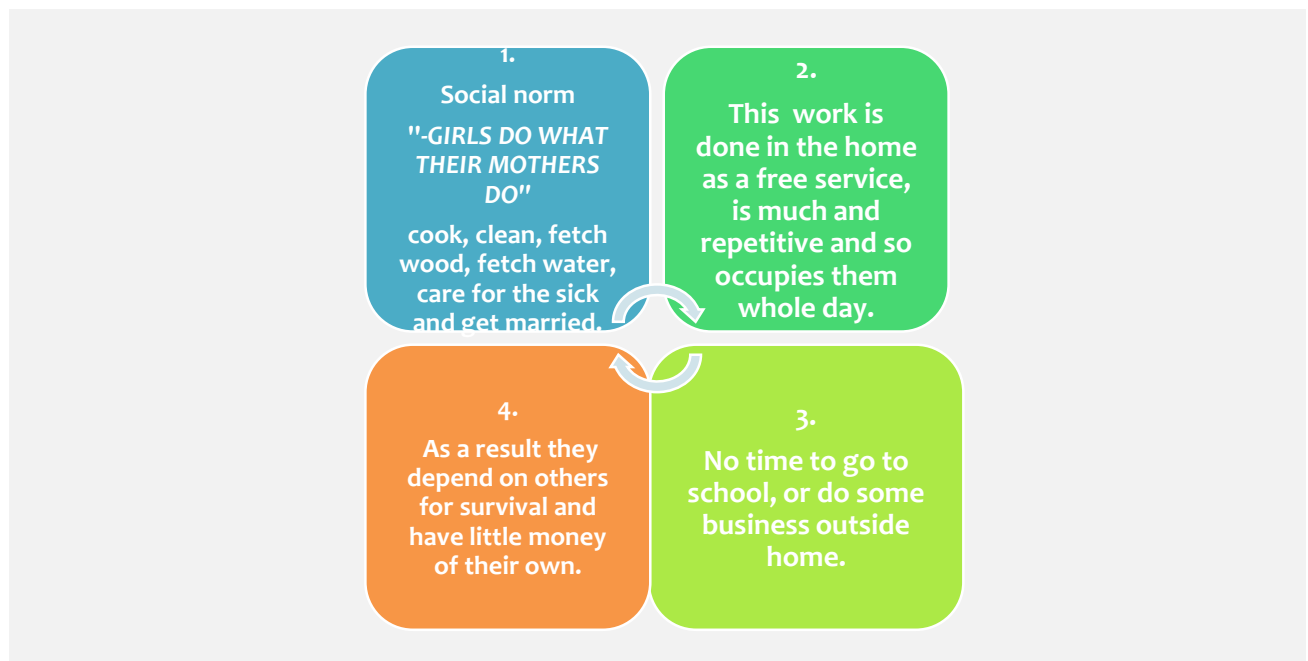 1.
Social norm
"-GIRLS DO WHAT
THEIR MOTHERS
DO"
cook, clean, fetch
wood, fetch water,
care for the sick
and get married.
2.
This  work is
done in the home
as a free service,
is much and
repetitive and so
occupies them
whole day.
3.
No time to go to
school, or do some
business outside
home.
4.
As a result they
depend on others
for survival and
have little money
of their own.